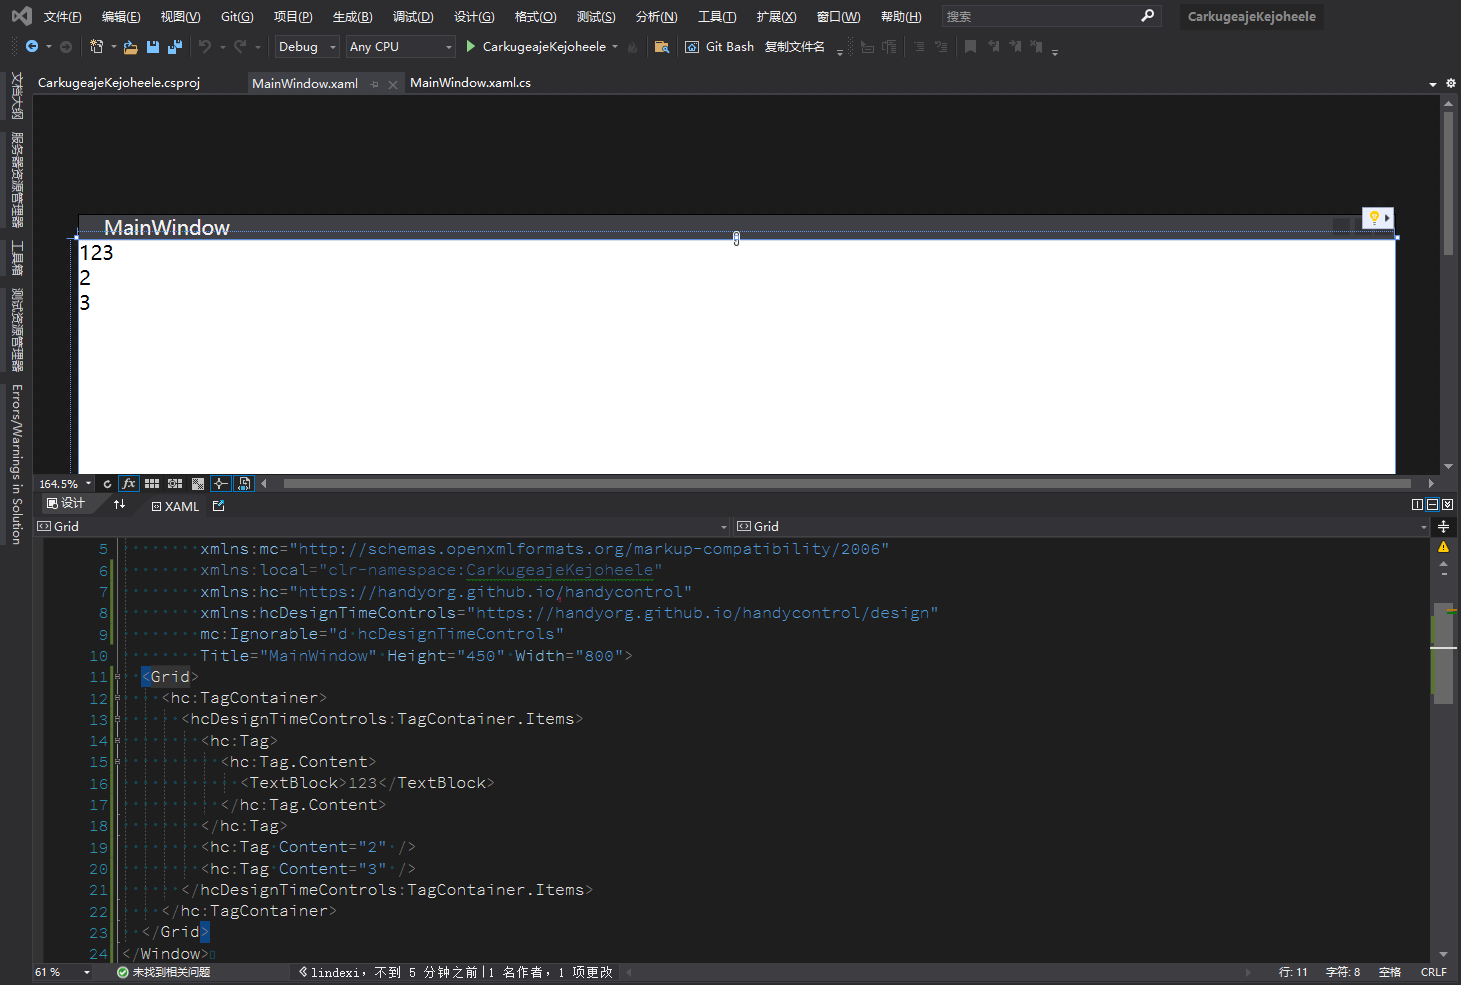 文件(F) 编辑(E) 视图(V) Git(G) 项目(P) 生成(B) 调试(D) 设计(G) 格式(O) 测试(S) 分析(N) 工具(T) 扩展(X) 窗口(W) 帮助(H) 搜索 CarkugeajeKejoheele
Debug Any CPU CarkugeajeKejoheele Git Bash 复制文件名
CarkugeajeKejoheele.csproj MainWindow.xaml MainWindow.xaml.cs
文档大纲
服务器资源管理器
工具箱
测试资源管理器
Errors/Warnings in Solution
MainWindow
123
2
3
164.5% fx
设计 XAML
Grid Grid
5 xmlns:mc="http://schemas.openxmlformats.org/markup-compatibility/2006"
6 xmlns:local="clr-namespace:CarkugeajeKejoheele"
7 xmlns:hc="https://handyorg.github.io/handycontrol"
8 xmlns:hcDesignTimeControls="https://handyorg.github.io/handycontrol/design"
9 mc:Ignorable="d hcDesignTimeControls"
10 Title="MainWindow" Height="450" Width="800">
11 <Grid>
12 <hc:TagContainer>
13 <hcDesignTimeControls:TagContainer.Items>
14 <hc:Tag>
15 <hc:Tag.Content>
16 <TextBlock>123</TextBlock>
17 </hc:Tag.Content>
18 </hc:Tag>
19 <hc:Tag Content="2" />
20 <hc:Tag Content="3" />
21 </hcDesignTimeControls:TagContainer.Items>
22 </hc:TagContainer>
23 </Grid>
24 </Window>
61 % 未找到相关问题 lindexi，不到 5 分钟之前|1 名作者，1 项更改 行: 11 字符: 8 空格 CRLF